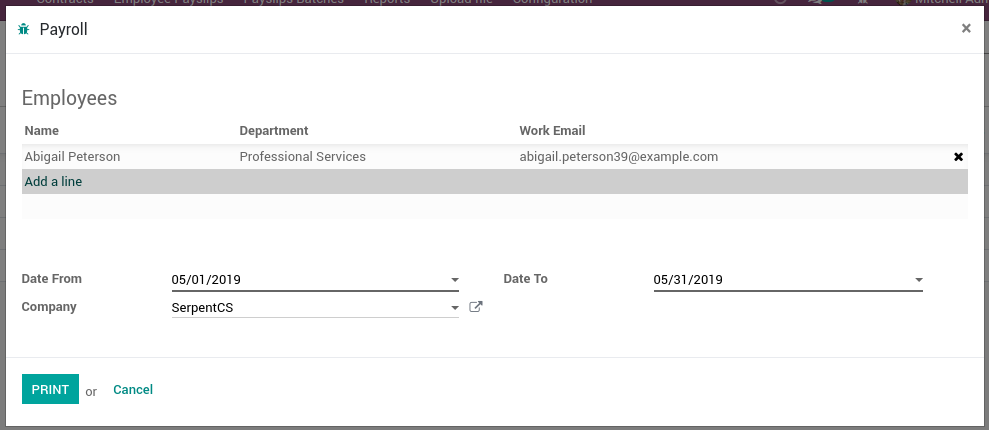 Contracts Employee Payslips Payslips Batches Reports Upload file Configuration Mitchell Adm
Payroll ×
Employees
Name Department Work Email
Abigail Peterson Professional Services abigail.peterson39@example.com
Add a line
Date From 05/01/2019 Date To 05/31/2019
Company SerpentCS
PRINT or Cancel